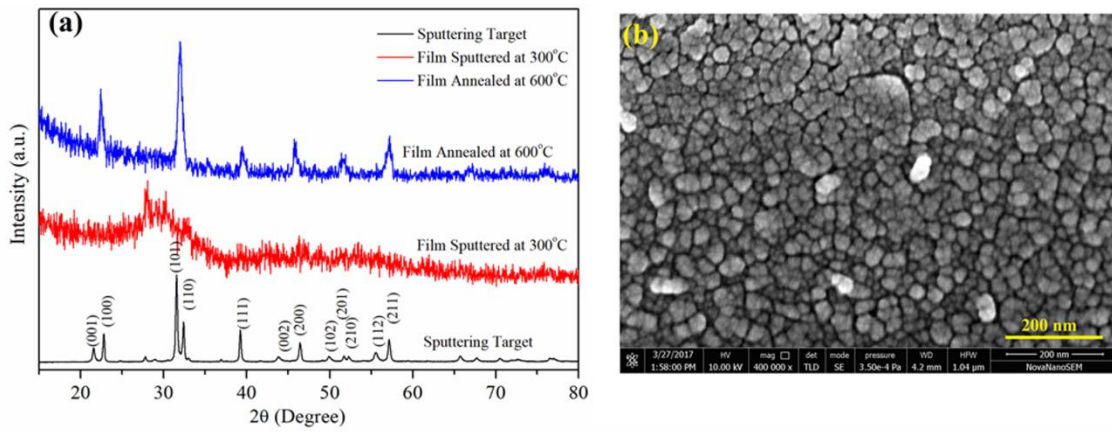 (a)
Sputtering Target
Film Sputtered at 300°C
Film Annealed at 600°C
Film Annealed at 600°C
Film Sputtered at 300°C
Sputtering Target
(001)
(100)
(101)
(110)
(111)
(002)
(200)
(102)
(201)
(210)
(112)
(211)
Intensity (a.u.)
20 30 40 50 60 70 80
2θ (Degree)
(b)
200 nm
3/27/2017 HV mag det mode pressure WD HFW 200 nm
1:58:00 PM 10.00 kV 400 000 x TLD SE 3.50e-4 Pa 4.2 mm 1.04 µm NovaNanoSEM